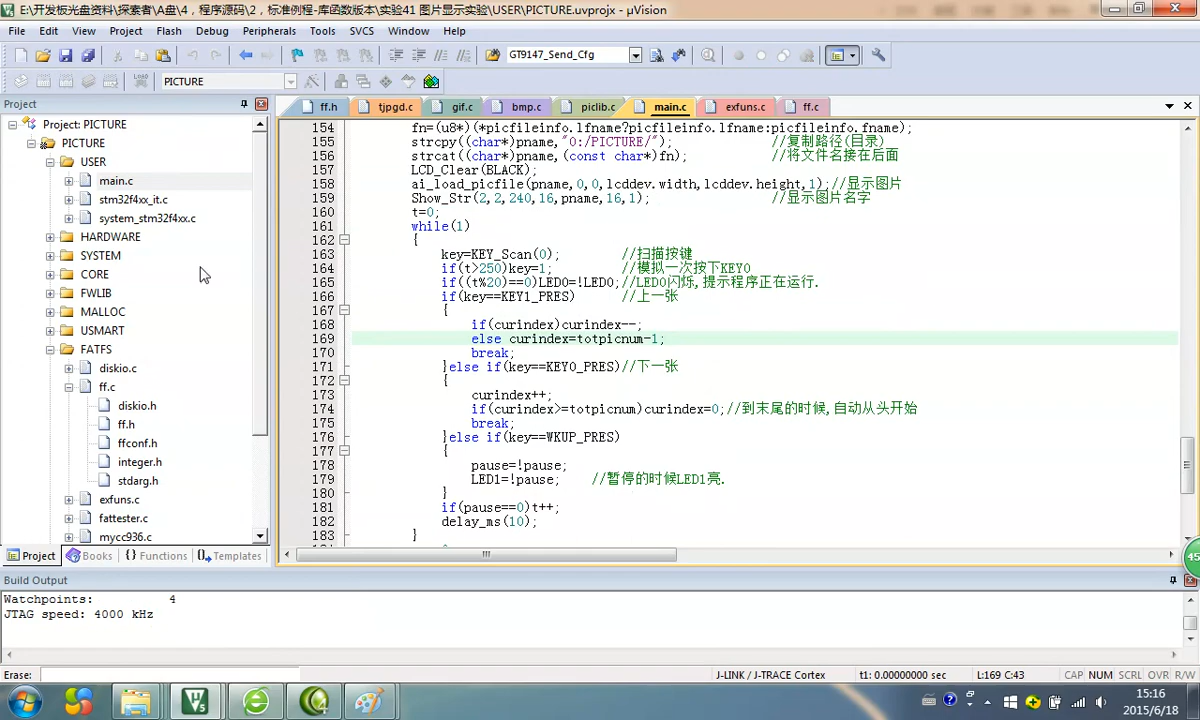 E:\开发板光盘资料\探索者\A盘\4，程序源码\2，标准例程-库函数版本\实验41 图片显示实验\USER\PICTURE.uvprojx - µVision
File Edit View Project Flash Debug Peripherals Tools SVCS Window Help
GT9147_Send_Cfg
LOAD PICTURE
Project
ff.h tjpgd.c gif.c bmp.c piclib.c main.c exfuns.c ff.c
Project: PICTURE
PICTURE
USER
main.c
stm32f4xx_it.c
system_stm32f4xx.c
HARDWARE
SYSTEM
CORE
FWLIB
MALLOC
USMART
FATFS
diskio.c
ff.c
diskio.h
ff.h
ffconf.h
integer.h
stdarg.h
exfuns.c
fattester.c
mycc936.c
154 fn=(u8*)(*picfileinfo.lfname?picfileinfo.lfname:picfileinfo.fname);
155 strcpy((char*)pname,"0:/PICTURE/"); //复制路径(目录)
156 strcat((char*)pname,(const char*)fn); //将文件名接在后面
157 LCD_Clear(BLACK);
158 ai_load_picfile(pname,0,0,lcddev.width,lcddev.height,1);//显示图片
159 Show_Str(2,2,240,16,pname,16,1); //显示图片名字
160 t=0;
161 while(1)
162 {
163 key=KEY_Scan(0); //扫描按键
164 if(t>250)key=1; //模拟一次按下KEY0
165 if((t%20)==0)LED0=!LED0;//LED0闪烁,提示程序正在运行.
166 if(key==KEY1_PRES) //上一张
167 {
168 if(curindex)curindex--;
169 else curindex=totpicnum-1;
170 break;
171 }else if(key==KEY0_PRES)//下一张
172 {
173 curindex++;
174 if(curindex>=totpicnum)curindex=0;//到末尾的时候,自动从头开始
175 break;
176 }else if(key==WKUP_PRES)
177 {
178 pause=!pause;
179 LED1=!pause; //暂停的时候LED1亮.
180 }
181 if(pause==0)t++;
182 delay_ms(10);
183 }
Project Books {} Functions Templates
45
Build Output
Watchpoints: 4
JTAG speed: 4000 kHz
Erase: J-LINK / J-TRACE Cortex t1: 0.00000000 sec L:169 C:43 CAP NUM SCRL OVR R/W
15:16
2015/6/18